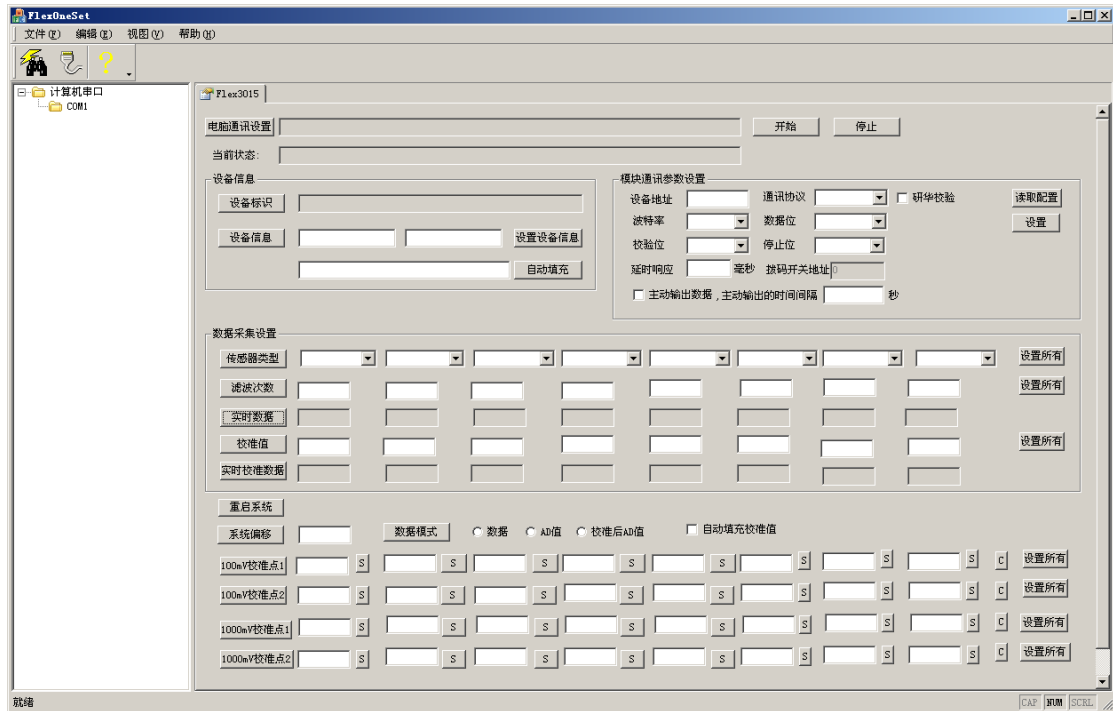 FlexOneSet
文件(F) 编辑(E) 视图(V) 帮助(H)
计算机串口
COM1
Flex3015
电脑通讯设置 开始 停止
当前状态:
设备信息
设备标识
设备信息 设置设备信息
自动填充
模块通讯参数设置
设备地址 通讯协议 研华校验 读取配置
波特率 数据位 设置
校验位 停止位
延时响应 毫秒 拨码开关地址 0
主动输出数据,主动输出的时间间隔 秒
数据采集设置
传感器类型 设置所有
滤波次数 设置所有
实时数据
校准值 设置所有
实时校准数据
重启系统
系统偏移 数据模式 数据 AD值 校准后AD值 自动填充校准值
100mV校准点1 S S S S S S S S C 设置所有
100mV校准点2 S S S S S S S S C 设置所有
1000mV校准点1 S S S S S S S S C 设置所有
1000mV校准点2 S S S S S S S S C 设置所有
就绪 CAP NUM SCRL